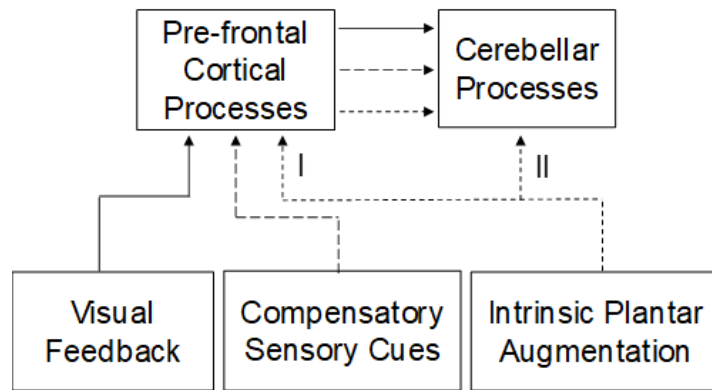 Pre-frontal
Cortical
Processes
Cerebellar
Processes
I
II
Visual
Feedback
Compensatory
Sensory Cues
Intrinsic Plantar
Augmentation